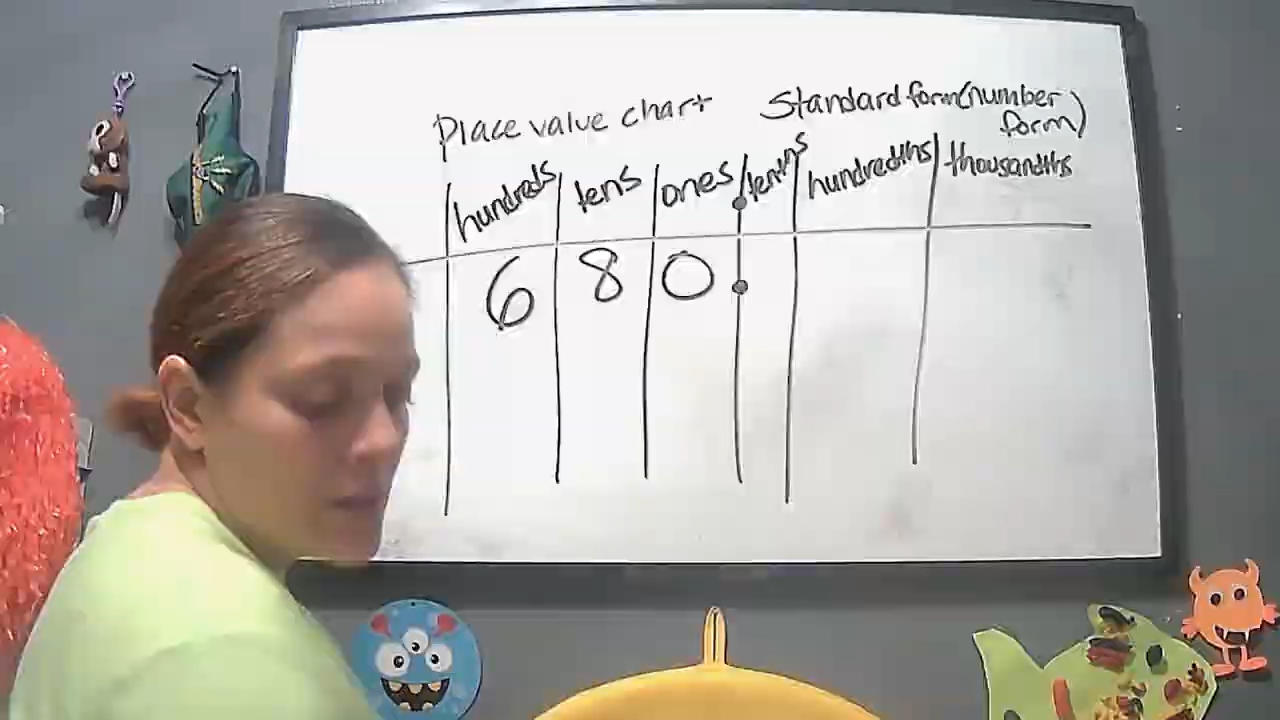 Place value chart
Standard form(number
form)
hundreds tens ones tenths hundredths thousandths
6 8 0.